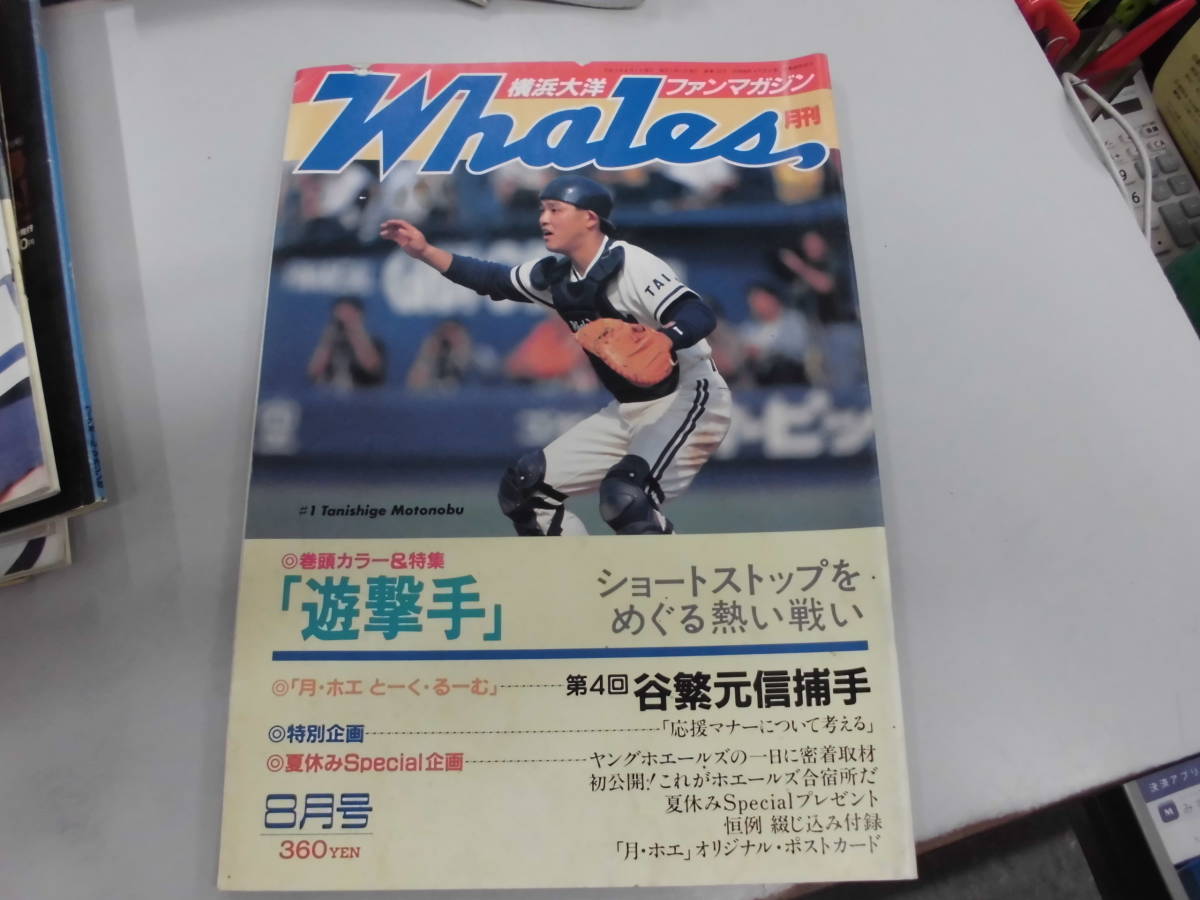 横浜大洋 ファンマガジン
Whales
月刊
TAI
#1 Tanishige Motonobu
◎巻頭カラー&特集
「遊撃手」
ショートストップを
めぐる熱い戦い
◎「月・ホエ とーく・るーむ」 第4回 谷繁元信捕手
◎特別企画 「応援マナーについて考える」
◎夏休みSpecial企画 ヤングホエールズの一日に密着取材
初公開!これがホエールズ合宿所だ
夏休みSpecialプレゼント
恒例 綴じ込み付録
「月・ホエ」オリジナル・ポストカード
8月号
360YEN
9
6
決済アプリ
M